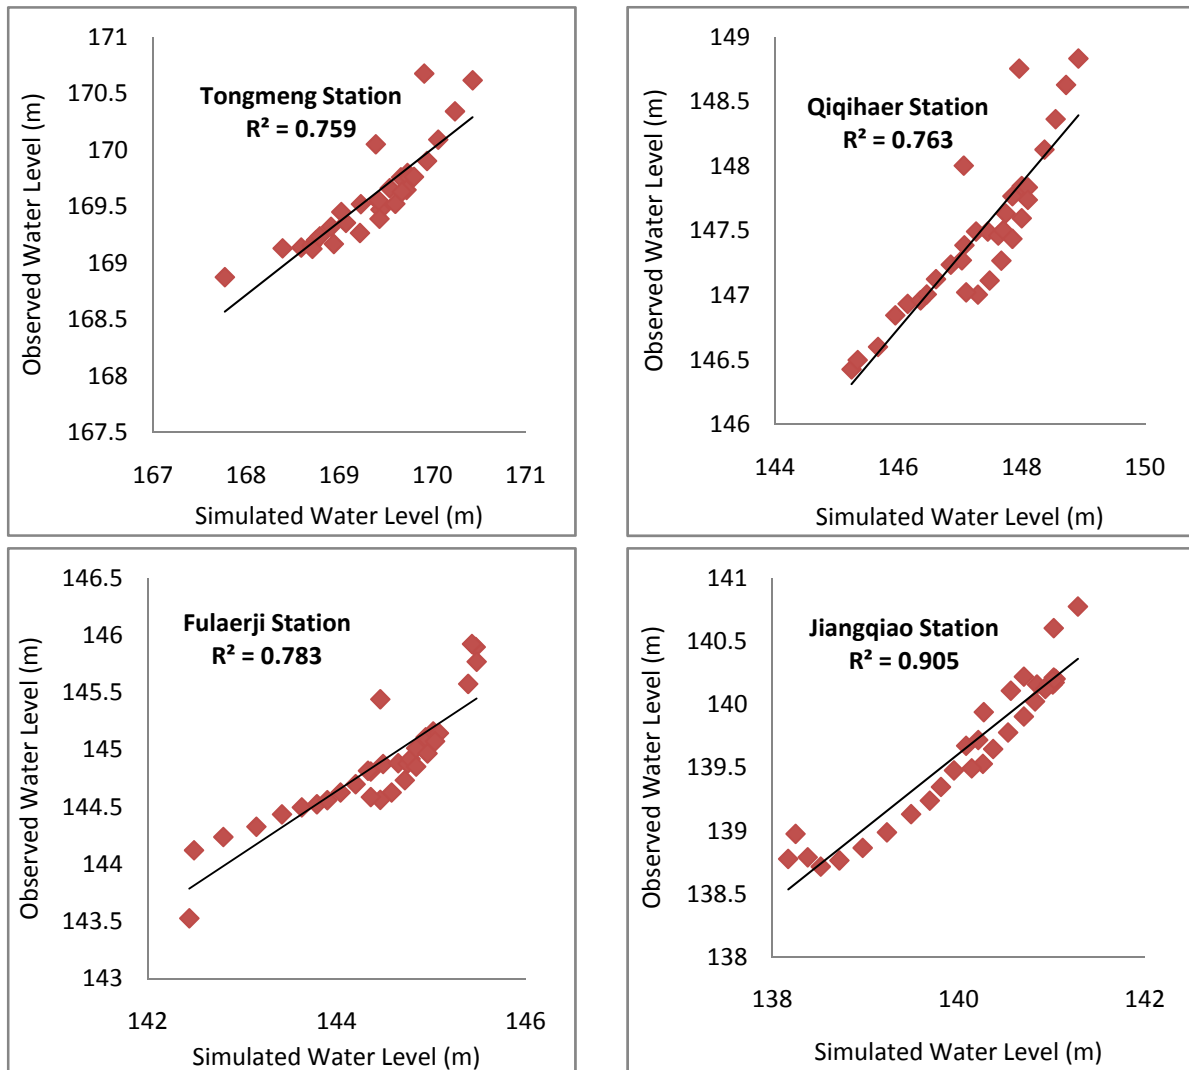 Tongmeng Station
R² = 0.759
Observed Water Level (m)
171
170.5
170
169.5
169
168.5
168
167.5
167 168 169 170 171
Simulated Water Level (m)
Qiqihaer Station
R² = 0.763
Observed Water Level (m)
149
148.5
148
147.5
147
146.5
146
144 146 148 150
Simulated Water Level (m)
Fulaerji Station
R² = 0.783
Observed Water Level (m)
146.5
146
145.5
145
144.5
144
143.5
143
142 144 146
Simulated Water Level (m)
Jiangqiao Station
R² = 0.905
Observed Water Level (m)
141
140.5
140
139.5
139
138.5
138
138 140 142
Simulated Water Level (m)